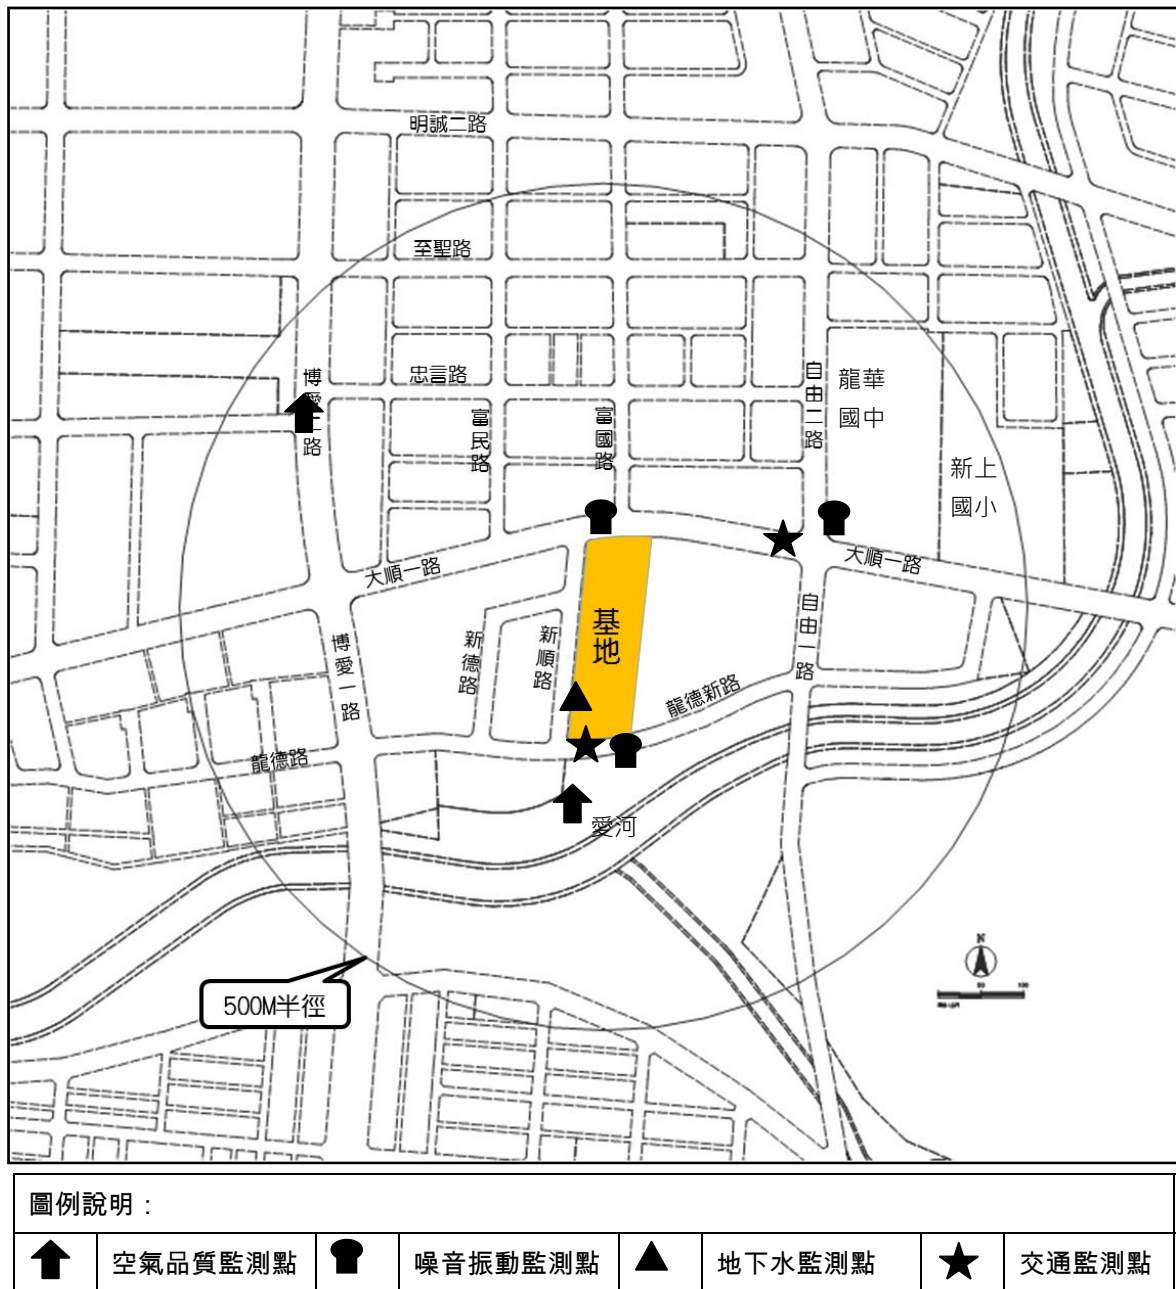 明誠二路
至聖路
忠言路
博愛二路
富民路
富國路
自由二路
龍華
國中
新上
國小
大順一路
大順一路
基地
新德路
新順路
自由一路
博愛一路
龍德新路
龍德路
愛河
500M半徑
N
50
100
圖例說明：
空氣品質監測點
噪音振動監測點
地下水監測點
交通監測點